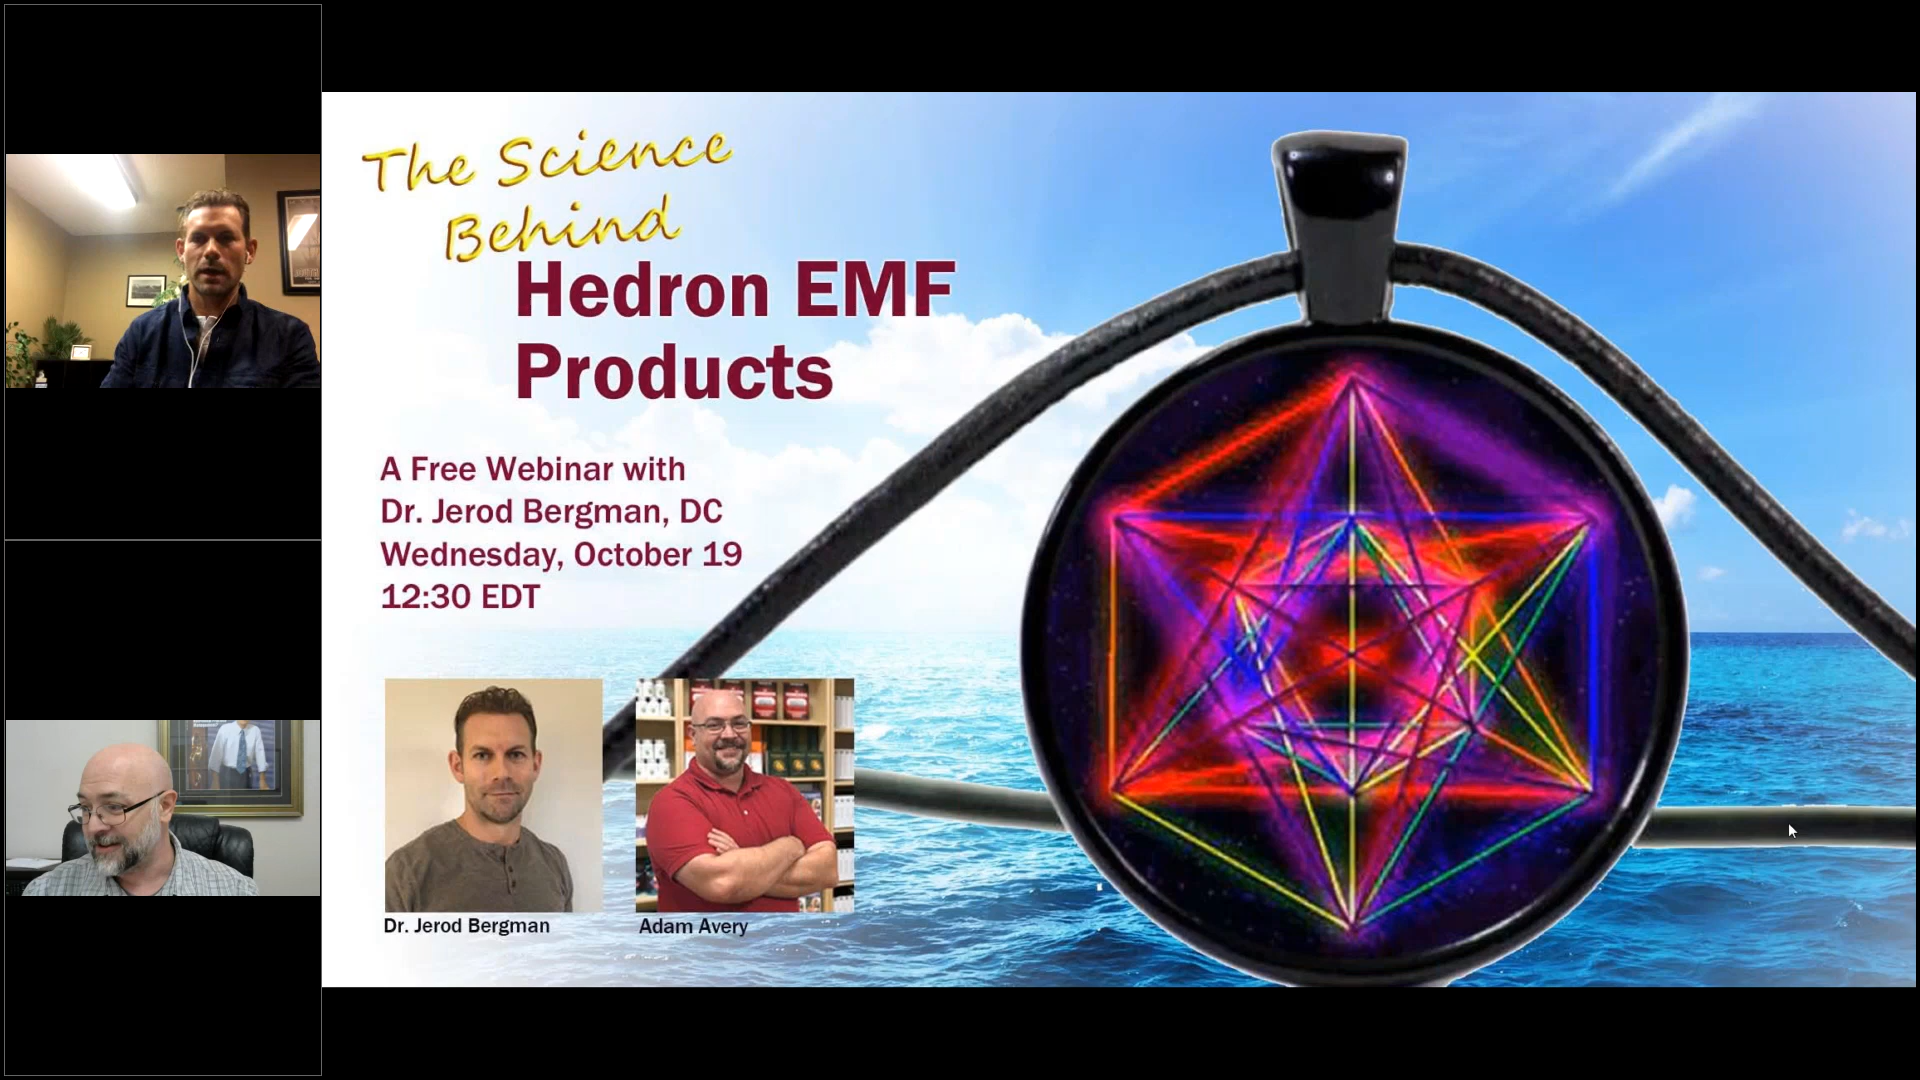 The Science
Behind
Hedron EMF
Products
A Free Webinar with
Dr. Jerod Bergman, DC
Wednesday, October 19
12:30 EDT
Dr. Jerod Bergman
Adam Avery